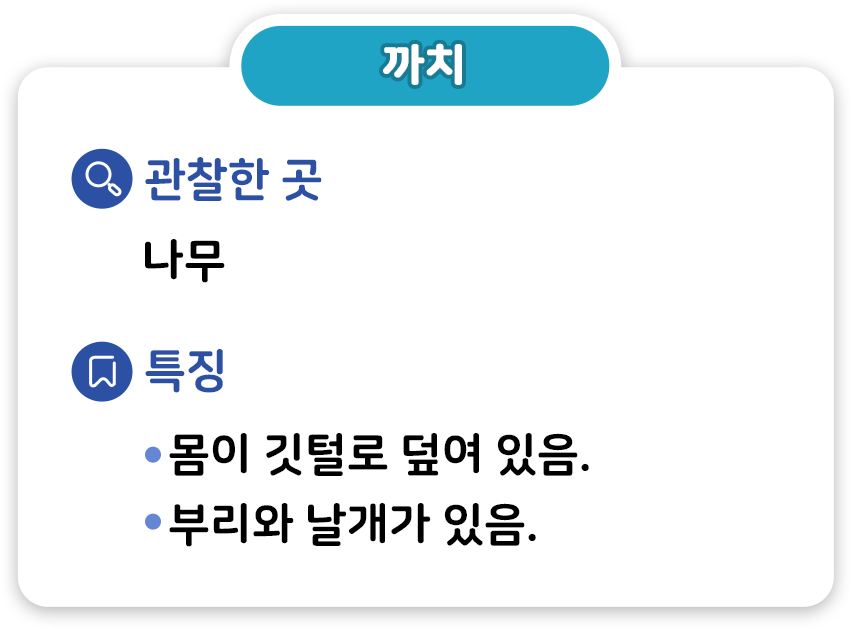 까치
관찰한 곳
나무
특징
• 몸이 깃털로 덮여 있음.
• 부리와 날개가 있음.